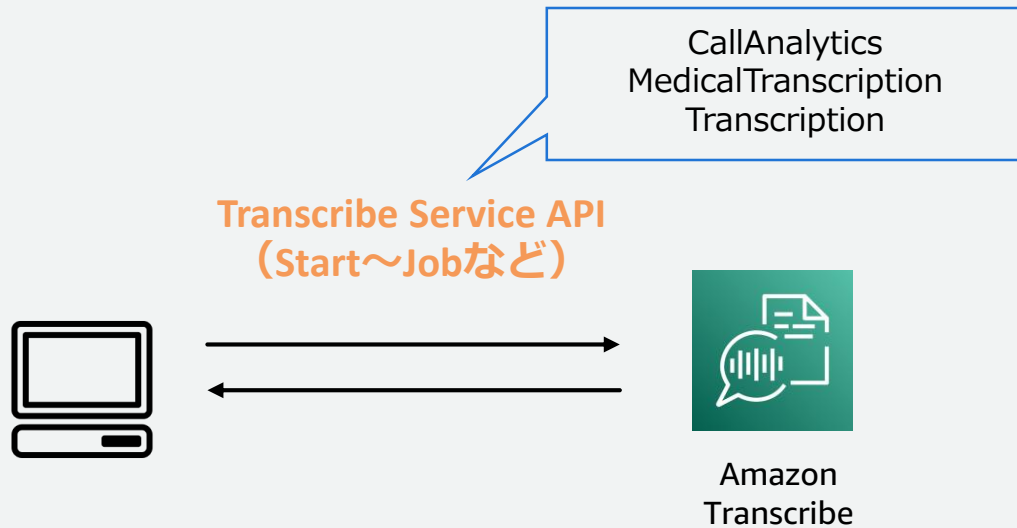 CallAnalytics
MedicalTranscription
Transcription
Transcribe Service API
（Start～Jobなど）
Amazon
Transcribe